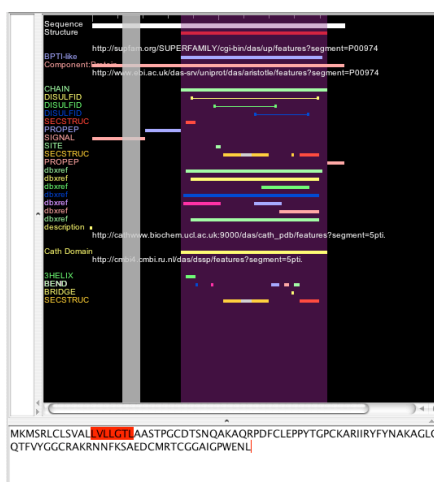 Sequence
Structure
http://supfam.org/SUPERFAMILY/cgi-bin/das/up/features?segment=P00974
BPTI-like
Component:Protein
http://www.ebi.ac.uk/das-srv/uniprot/das/aristotle/features?segment=P00974
CHAIN
DISULFID
DISULFID
DISULFID
SECSTRUC
PROPEP
SIGNAL
SITE
SECSTRUC
PROPEP
dbxref
dbxref
dbxref
dbxref
dbxref
dbxref
dbxref
description
http://cathwww.biochem.ucl.ac.uk:9000/das/cath_pdb/features?segment=5pti.
Cath Domain
http://cmbi4.cmbi.ru.nl/das/dssp/features?segment=5pti.
3HELIX
BEND
BRIDGE
SECSTRUC
MKMSRLCLSVALLVLLGTLAASTPGCDTSNQAKAQRPDFCLEPPYTGPCKARIIRYFYNAKAGLC
QTFVYGGCRAKRNNFKSAEDCMRTCGGAIGPWENL